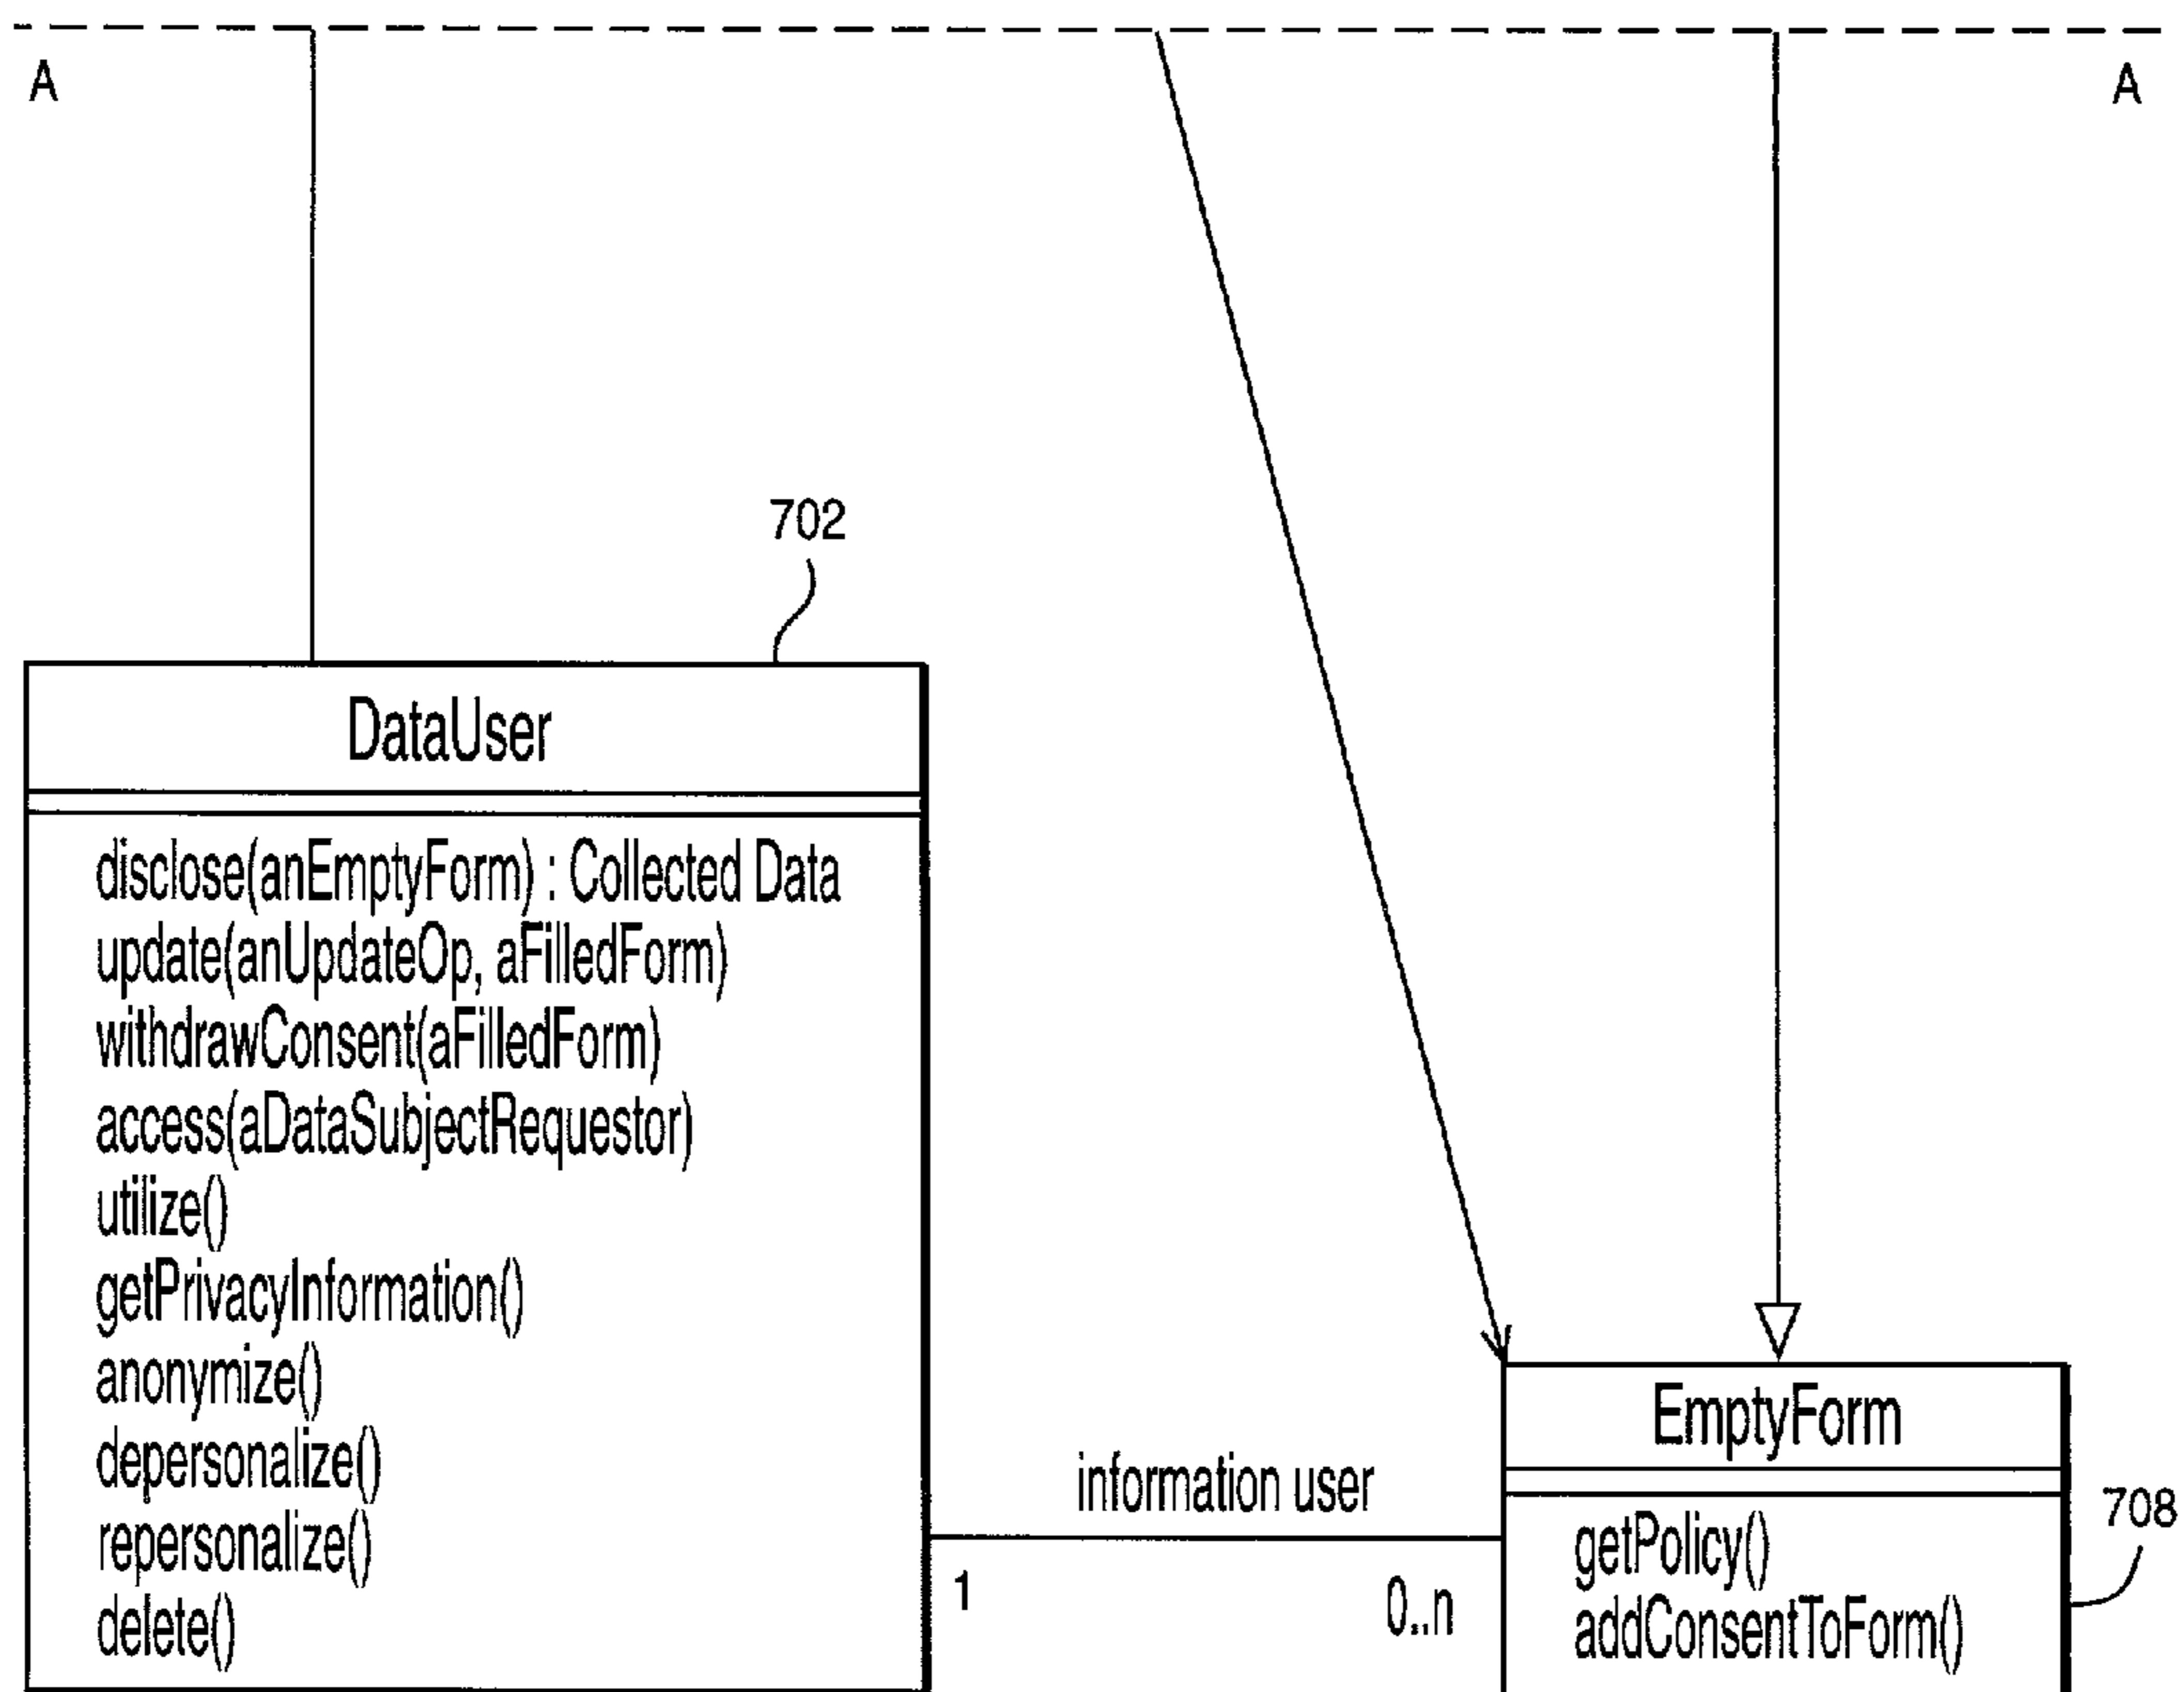 A
A
702
DataUser
disclose(anEmptyForm) : Collected Data
update(anUpdateOp, aFilledForm)
withdrawConsent(aFilledForm)
access(aDataSubjectRequestor)
utilize()
getPrivacyInformation()
anonymize()
depersonalize()
repersonalize()
delete()
information user
1
0..n
EmptyForm
708
getPolicy()
addConsentToForm()